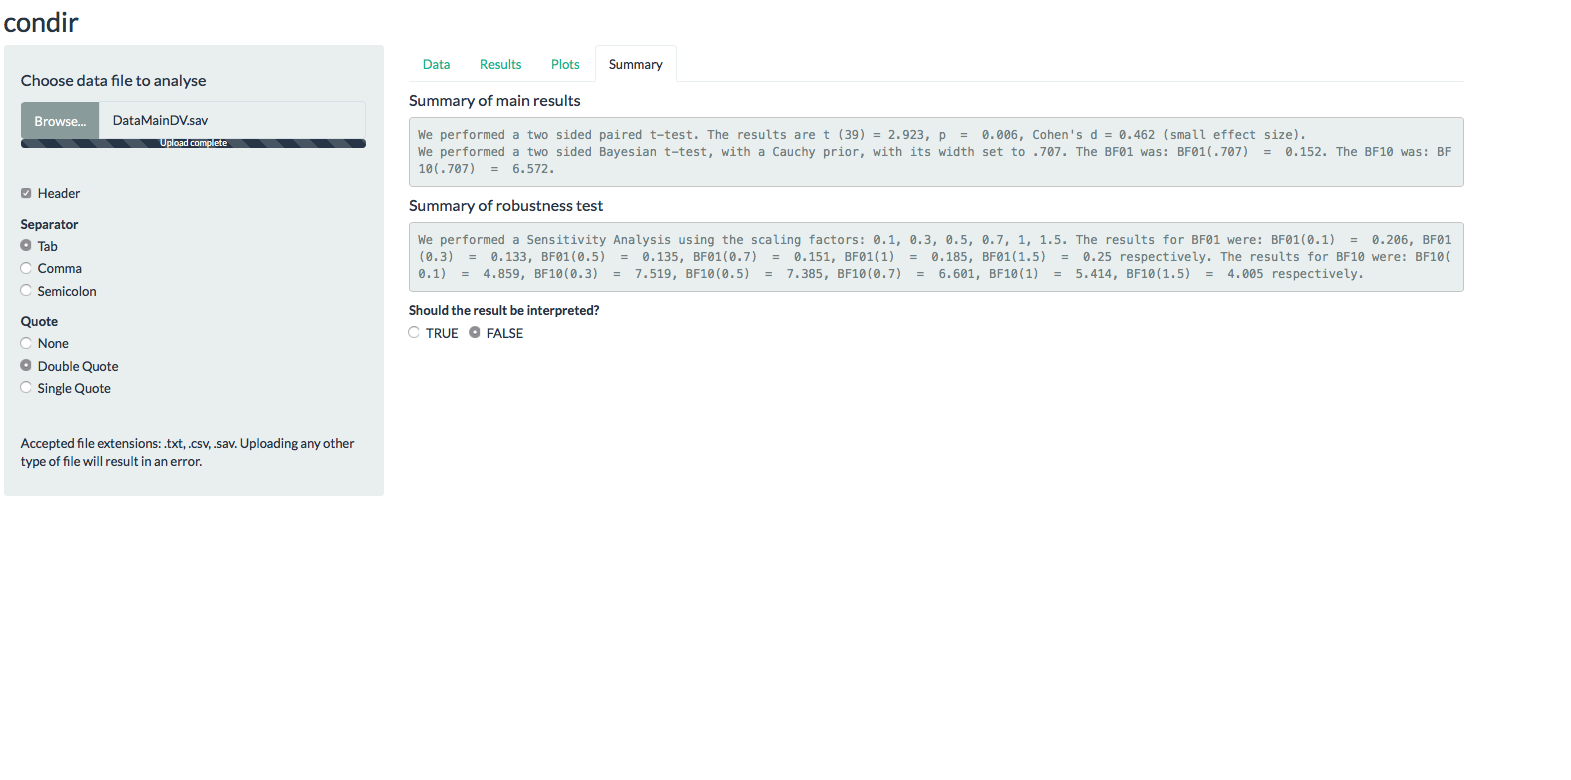 condir
Choose data file to analyse
Browse... DataMainDV.sav
Upload complete
Header
Separator
Tab
Comma
Semicolon
Quote
None
Double Quote
Single Quote
Accepted file extensions: .txt, .csv, .sav. Uploading any other
type of file will result in an error.
Data Results Plots Summary
Summary of main results
We performed a two sided paired t-test. The results are t (39) = 2.923, p  =  0.006, Cohen's d = 0.462 (small effect size).
We performed a two sided Bayesian t-test, with a Cauchy prior, with its width set to .707. The BF01 was: BF01(.707)  =  0.152. The BF10 was: BF
10(.707)  =  6.572.
Summary of robustness test
We performed a Sensitivity Analysis using the scaling factors: 0.1, 0.3, 0.5, 0.7, 1, 1.5. The results for BF01 were: BF01(0.1)  =  0.206, BF01
(0.3)  =  0.133, BF01(0.5)  =  0.135, BF01(0.7)  =  0.151, BF01(1)  =  0.185, BF01(1.5)  =  0.25 respectively. The results for BF10 were: BF10(
0.1)  =  4.859, BF10(0.3)  =  7.519, BF10(0.5)  =  7.385, BF10(0.7)  =  6.601, BF10(1)  =  5.414, BF10(1.5)  =  4.005 respectively.
Should the result be interpreted?
TRUE FALSE